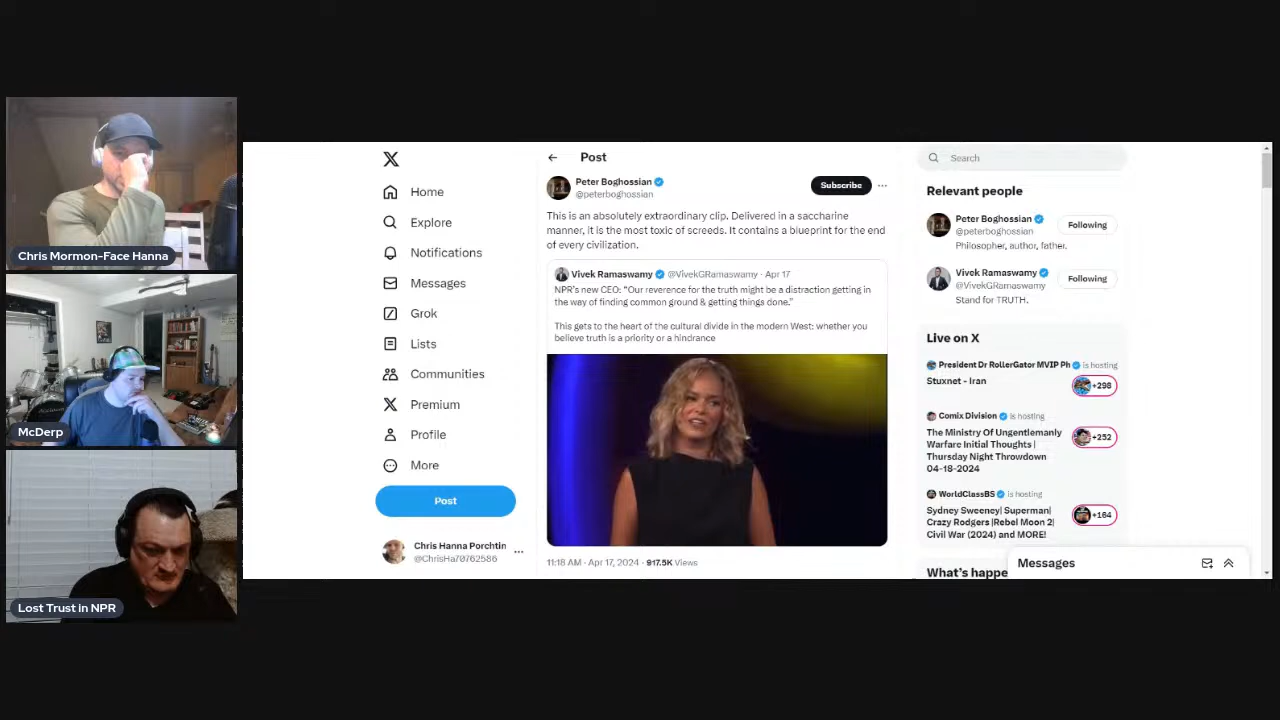 Chris Mormon-Face Hanna
McDerp
Lost Trust in NPR
Home
Explore
Notifications
Messages
Grok
Lists
Communities
Premium
Profile
More
Post
Chris Hanna Porchtin
@ChrisHa70762586
Post
Peter Boghossian
@peterboghossian
Subscribe
This is an absolutely extraordinary clip. Delivered in a saccharine
manner, it is the most toxic of screeds. It contains a blueprint for the end
of every civilization.
Vivek Ramaswamy @VivekGRamaswamy · Apr 17
NPR's new CEO: “Our reverence for the truth might be a distraction getting in
the way of finding common ground & getting things done.”
This gets to the heart of the cultural divide in the modern West: whether you
believe truth is a priority or a hindrance
11:18 AM · Apr 17, 2024 · 917.5K Views
Search
Relevant people
Peter Boghossian
@peterboghossian
Following
Philosopher, author, father.
Vivek Ramaswamy
@VivekGRamaswamy
Following
Stand for TRUTH.
Live on X
President Dr RollerGator MVIP Ph is hosting
Stuxnet - Iran
+298
Comix Division is hosting
The Ministry Of Ungentlemanly
Warfare Initial Thoughts |
Thursday Night Throwdown
04-18-2024
+252
WorldClassBS is hosting
Sydney Sweeney| Superman|
Crazy Rodgers |Rebel Moon 2|
Civil War (2024) and MORE!
+164
What's happe
Messages